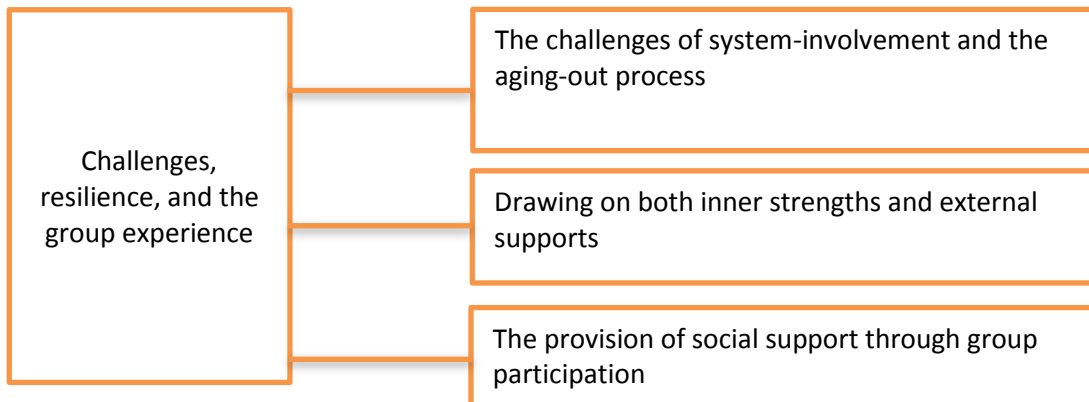 Challenges,
resilience, and the
group experience
The challenges of system-involvement and the
aging-out process
Drawing on both inner strengths and external
supports
The provision of social support through group
participation